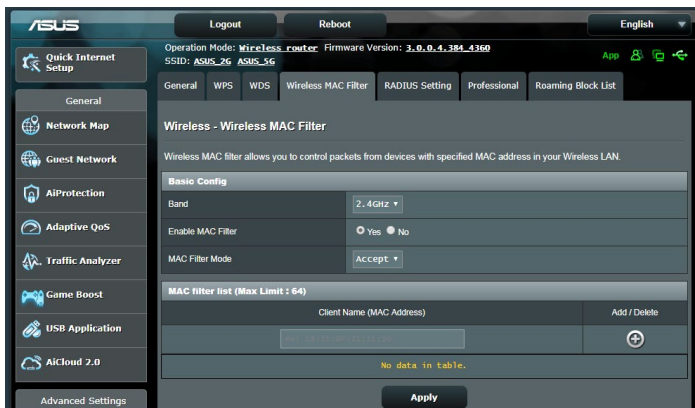 ASUS
Logout
Reboot
English
Operation Mode: Wireless router Firmware Version: 3.0.0.4.384_4360
SSID: ASUS_2G ASUS_5G
App
Quick Internet
Setup
General
Network Map
Guest Network
AiProtection
Adaptive QoS
Traffic Analyzer
Game Boost
USB Application
AiCloud 2.0
Advanced Settings
General WPS WDS Wireless MAC Filter RADIUS Setting Professional Roaming Block List
Wireless - Wireless MAC Filter
Wireless MAC filter allows you to control packets from devices with specified MAC address in your Wireless LAN.
Basic Config
Band 2.4GHz
Enable MAC Filter Yes No
MAC Filter Mode Accept
MAC filter list (Max Limit : 64)
Client Name (MAC Address) Add / Delete
No data in table.
Apply